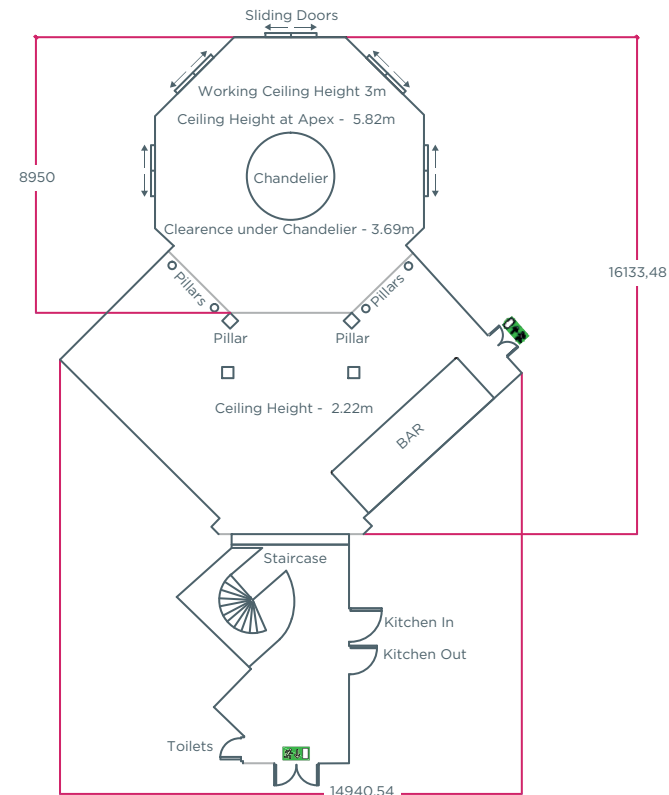 Sliding Doors
Working Ceiling Height 3m
Ceiling Height at Apex - 5.82m
8950
Chandelier
Clearence under Chandelier - 3.69m
16133,48
Pillars
Pillars
Pillar
Pillar
Ceiling Height - 2.22m
BAR
Staircase
Kitchen In
Kitchen Out
Toilets
14940.54